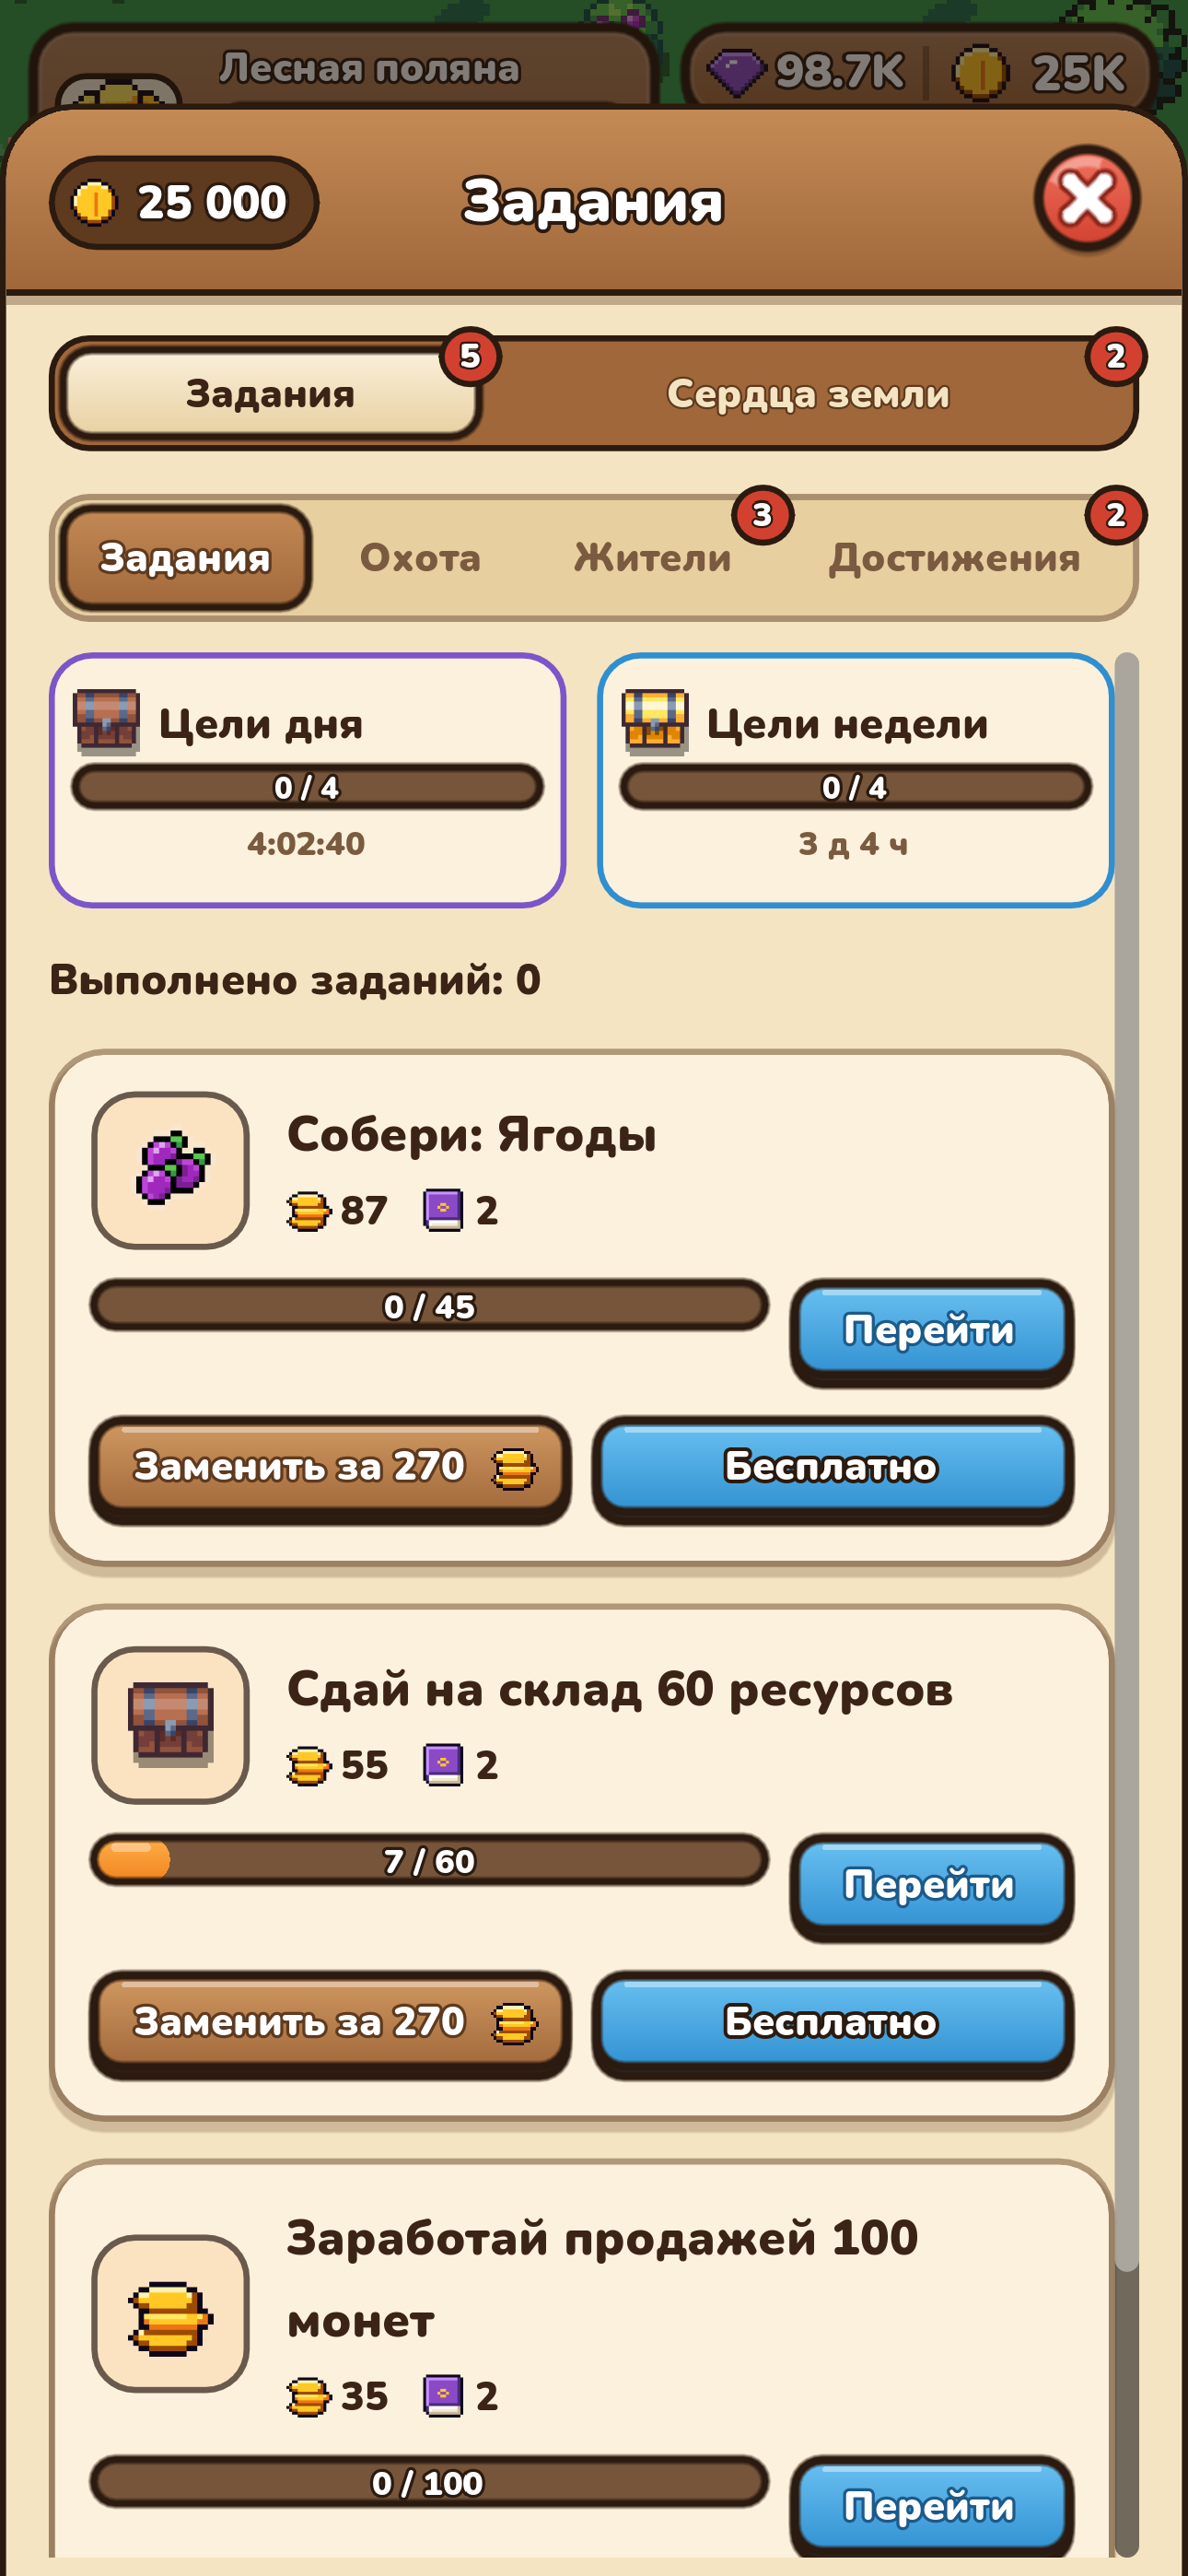 Лесная поляна
98.7K
25K
25 000
Задания
Задания
5
Сердца земли
2
Задания
Охота
Жители
3
Достижения
2
Цели дня
0 / 4
4:02:40
Цели недели
0 / 4
3 д 4 ч
Выполнено заданий: 0
Собери: Ягоды
87
2
0 / 45
Перейти
Заменить за 270
Бесплатно
Сдай на склад 60 ресурсов
55
2
7 / 60
Перейти
Заменить за 270
Бесплатно
Заработай продажей 100
монет
35
2
0 / 100
Перейти